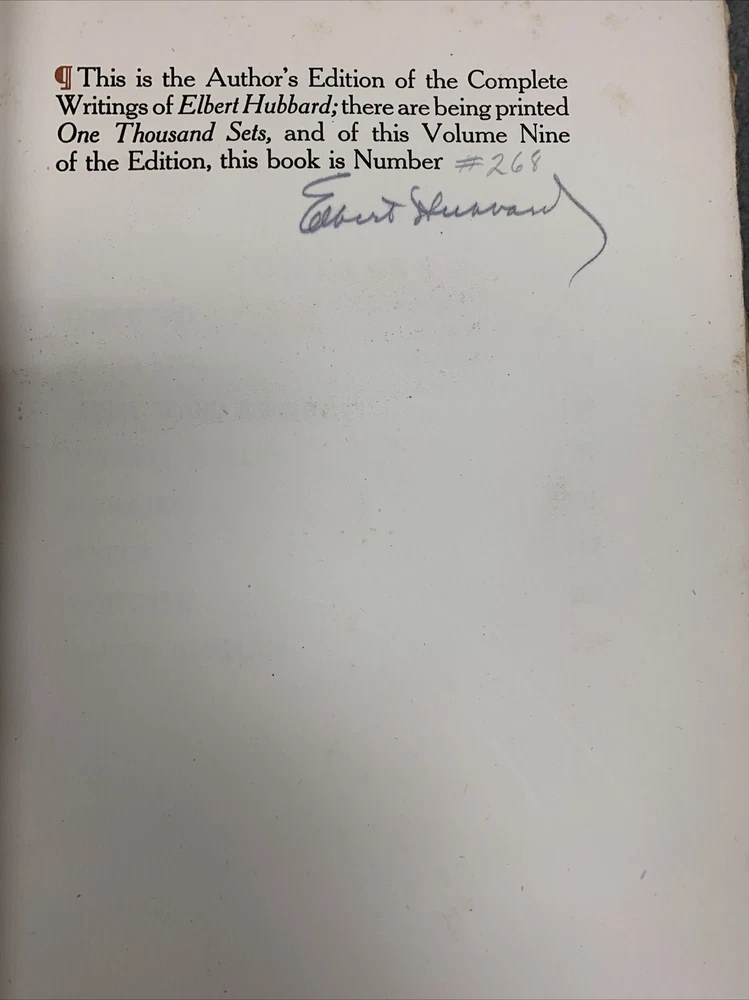 ¶ This is the Author's Edition of the Complete
Writings of Elbert Hubbard; there are being printed
One Thousand Sets, and of this Volume Nine
of the Edition, this book is Number #268
Elbert Hubbard